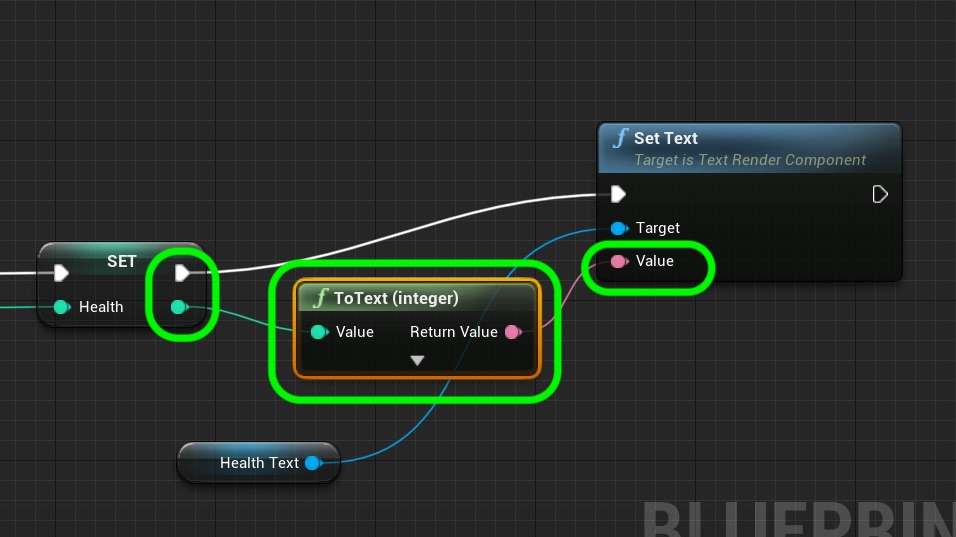 f Set Text
Target is Text Render Component
Target
Value
SET
Health
f ToText (integer)
Value Return Value
Health Text
BLUEPRIN